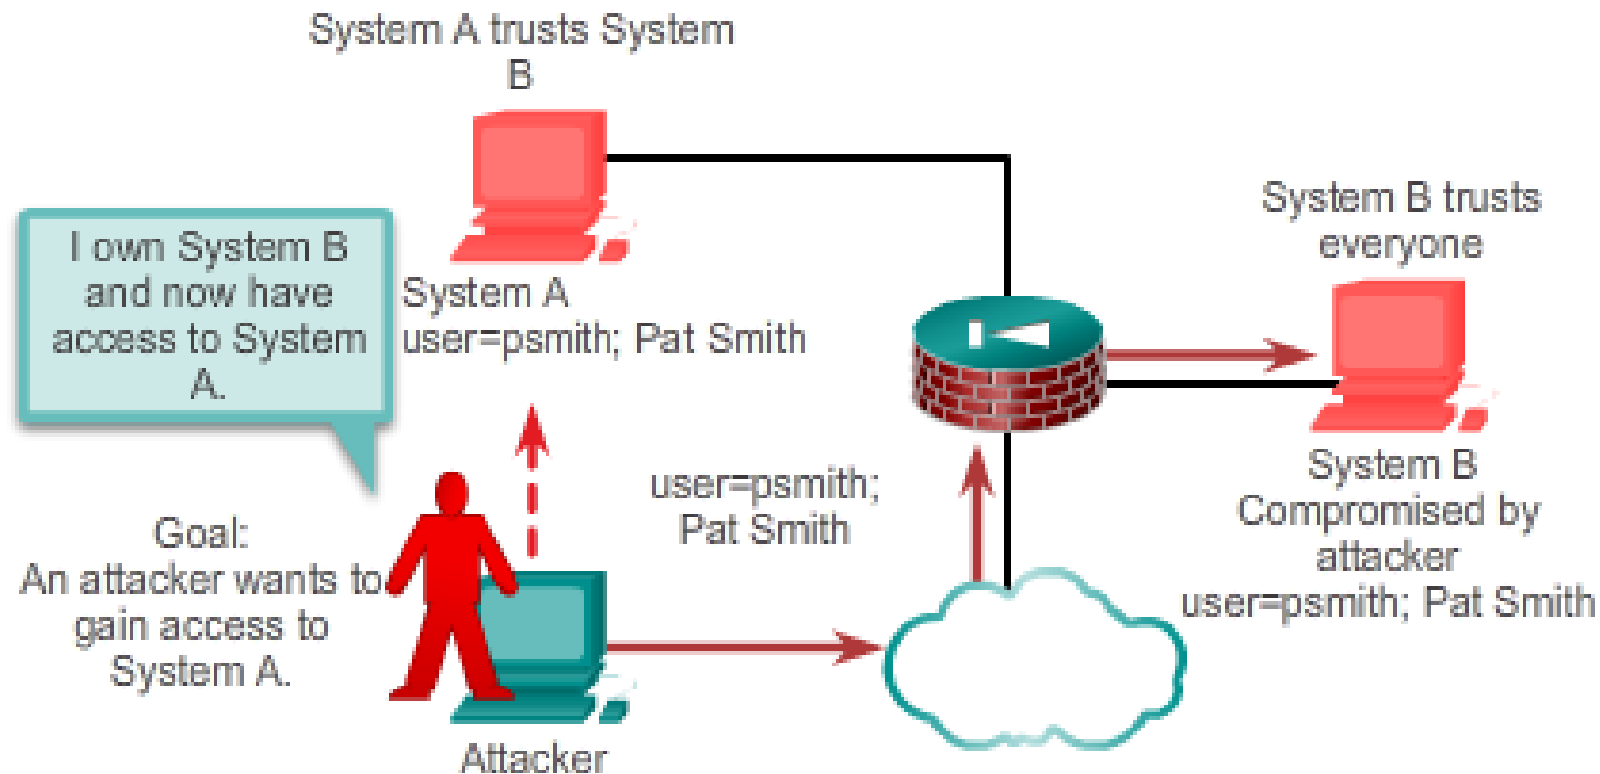 System A trusts System
B
I own System B
and now have
access to System
A.
System A
user=psmith; Pat Smith
System B trusts
everyone
user=psmith;
Pat Smith
System B
Compromised by
attacker
user=psmith; Pat Smith
Goal:
An attacker wants to
gain access to
System A.
Attacker